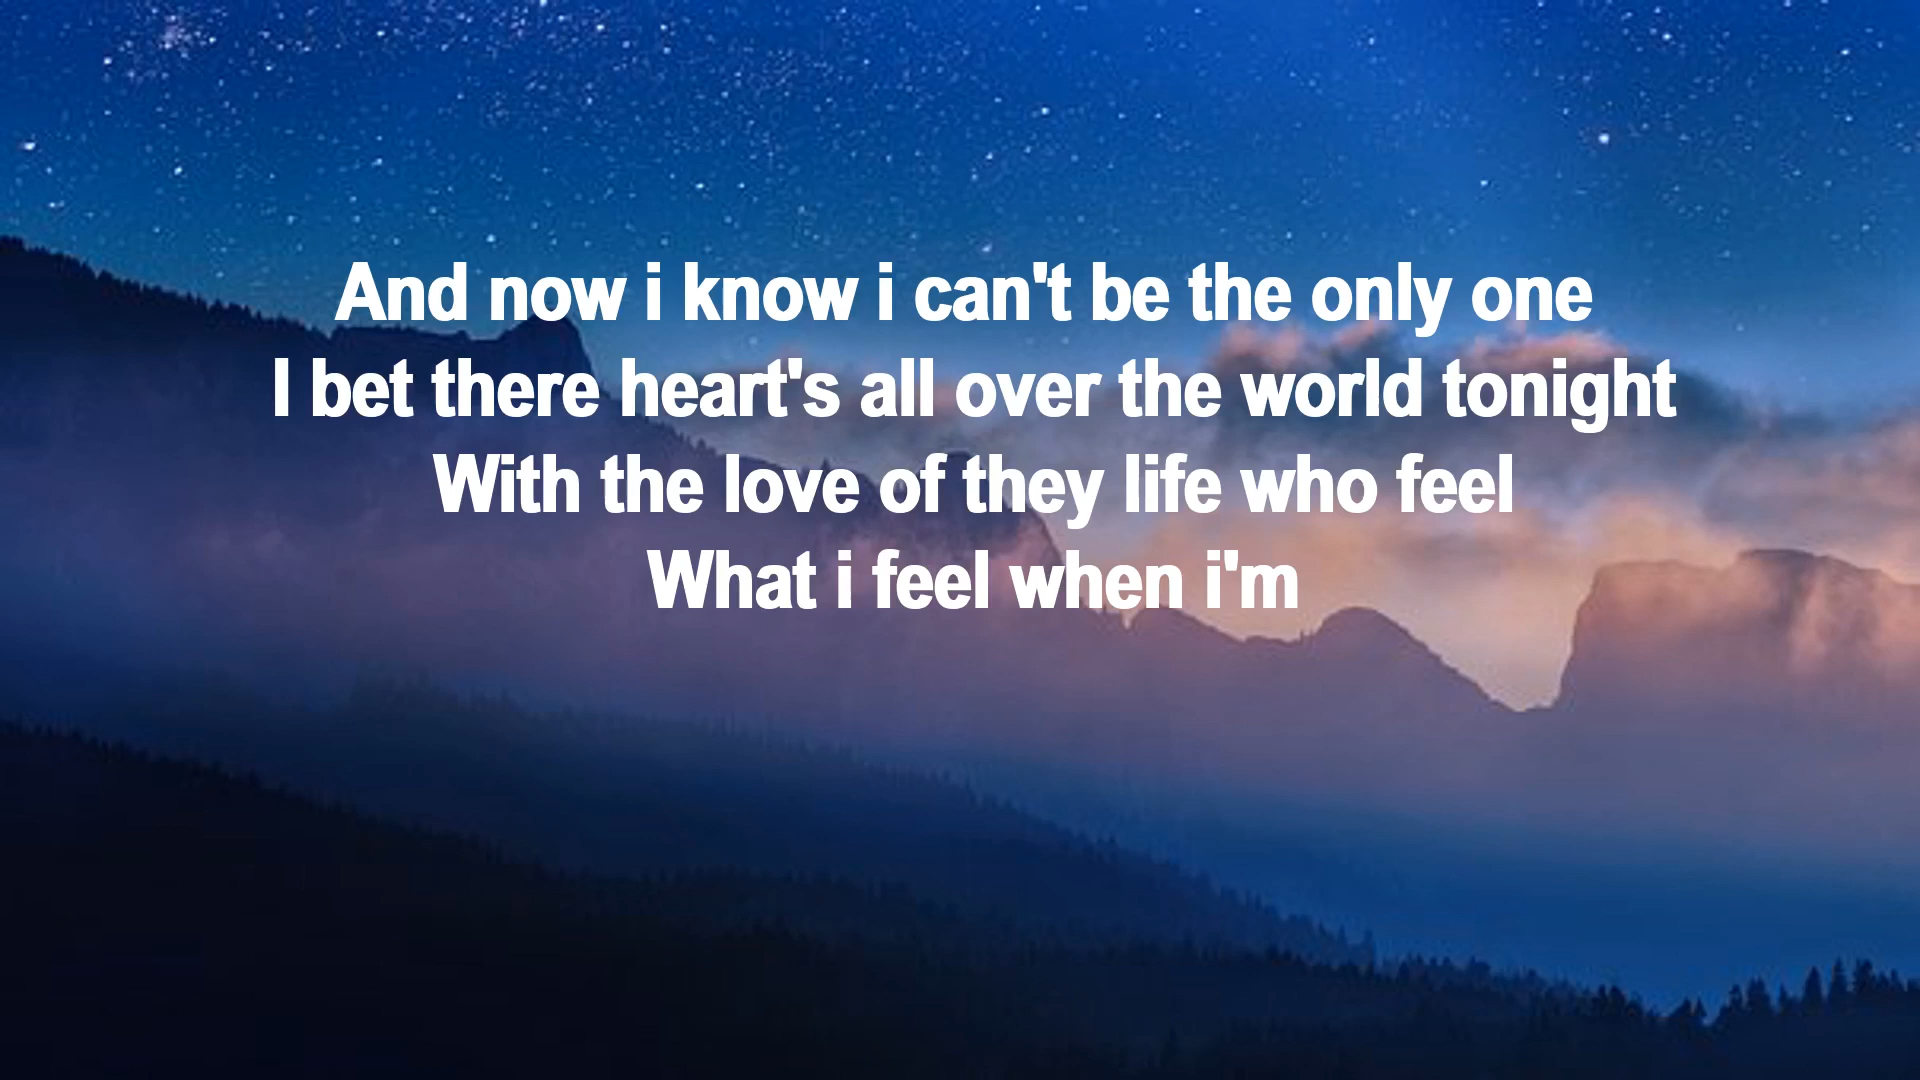 And now i know i can't be the only one
I bet there heart's all over the world tonight
With the love of they life who feel
What i feel when i'm